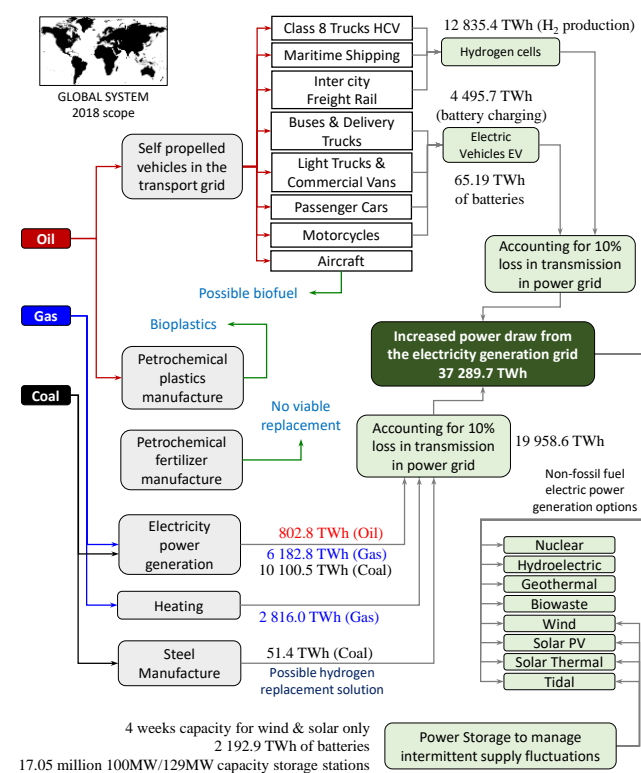 Class 8 Trucks HCV
12 835.4 TWh (H2 production)
Maritime Shipping
Hydrogen cells
Inter city
Freight Rail
GLOBAL SYSTEM
2018 scope
4 495.7 TWh
(battery charging)
Buses & Delivery
Trucks
Electric
Vehicles EV
Self propelled
vehicles in the
transport grid
Light Trucks &
Commercial Vans
65.19 TWh
of batteries
Passenger Cars
Motorcycles
Aircraft
Oil
Accounting for 10%
loss in transmission
in power grid
Possible biofuel
Gas
Bioplastics
Increased power draw from
the electricity generation grid
37 289.7 TWh
Petrochemical
plastics
manufacture
Coal
No viable
replacement
Accounting for 10%
loss in transmission
in power grid
19 958.6 TWh
Petrochemical
fertilizer
manufacture
Non-fossil fuel
electric power
generation options
Electricity
power
generation
802.8 TWh (Oil)
6 182.8 TWh (Gas)
10 100.5 TWh (Coal)
Nuclear
Hydroelectric
Geothermal
Biowaste
Wind
Solar PV
Solar Thermal
Tidal
Heating
2 816.0 TWh (Gas)
Steel
Manufacture
51.4 TWh (Coal)
Possible hydrogen
replacement solution
4 weeks capacity for wind & solar only
2 192.9 TWh of batteries
17.05 million 100MW/129MW capacity storage stations
Power Storage to manage
intermittent supply fluctuations